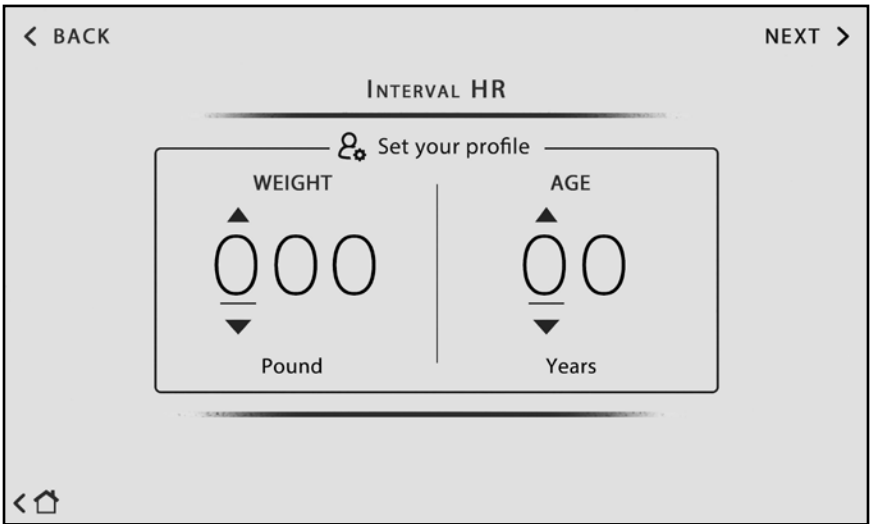 BACK
NEXT
INTERVAL HR
Set your profile
WEIGHT
AGE
000
00
Pound
Years